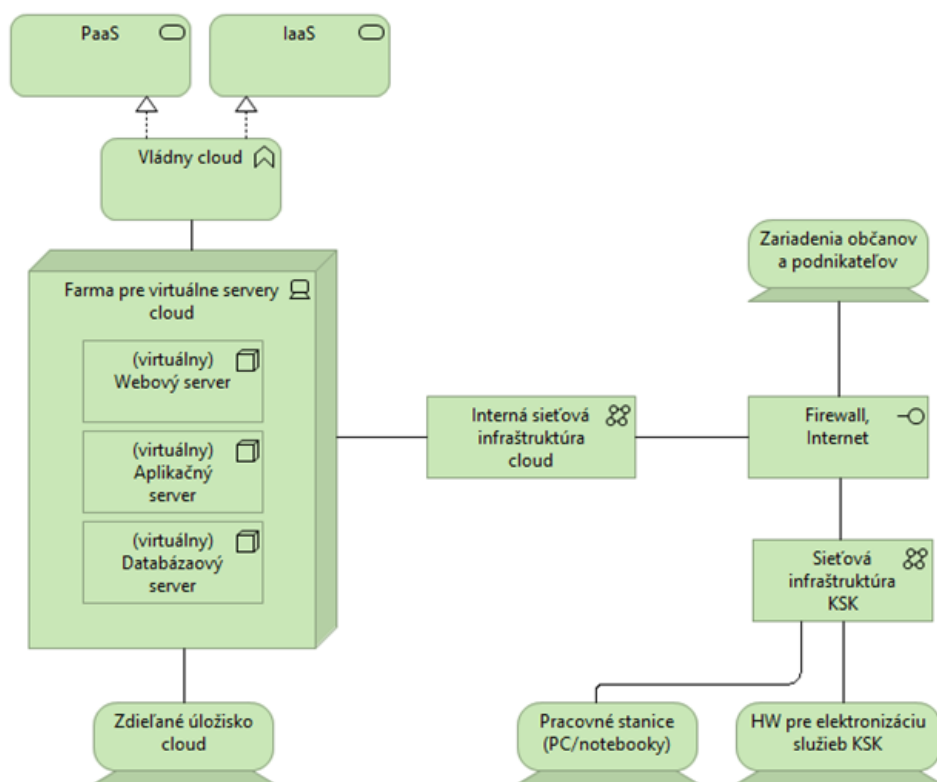 PaaS
IaaS
Vládny cloud
Zariadenia občanov
a podnikateľov
Farma pre virtuálne servery
cloud
(virtuálny)
Webový server
(virtuálny)
Aplikačný
server
(virtuálny)
Databázaový
server
Interná sieťová
infraštruktúra
cloud
Firewall,
Internet
Sieťová
infraštruktúra
KSK
Zdieľané úložisko
cloud
Pracovné stanice
(PC/notebooky)
HW pre elektronizáciu
služieb KSK